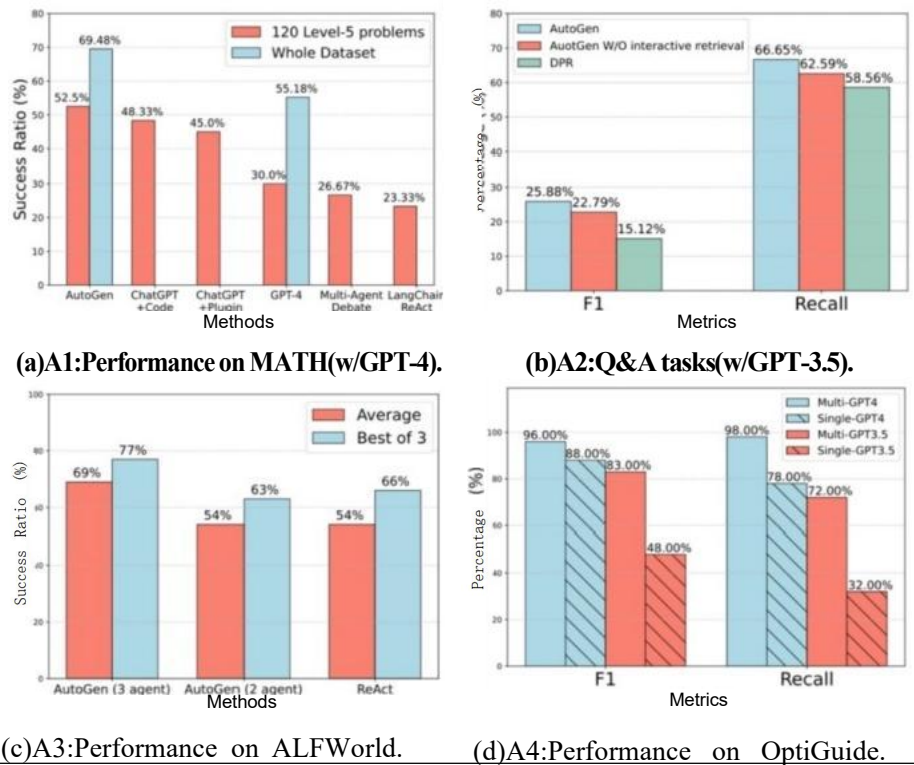 80
70
60
50
40
30
20
10
0
Success Ratio (%)
120 Level-5 problems
Whole Dataset
52.5%
69.48%
48.33%
45.0%
30.0%
55.18%
26.67%
23.33%
AutoGen
ChatGPT
+Code
ChatGPT
+Plugin
GPT-4
Multi-Agent
Debate
LangChain
ReAct
Methods
(a)A1:Performance on MATH(w/GPT-4).
80
70
60
50
40
30
20
10
0
percentage (%)
AutoGen
AuotGen W/O interactive retrieval
DPR
25.88%
22.79%
15.12%
66.65%
62.59%
58.56%
F1
Recall
Metrics
(b)A2:Q&A tasks(w/GPT-3.5).
100
80
60
40
20
0
Success Ratio (%)
Average
Best of 3
69%
77%
54%
63%
54%
66%
AutoGen (3 agent)
AutoGen (2 agent)
ReAct
Methods
(c)A3:Performance on ALFWorld.
100
80
60
40
20
0
Percentage (%)
Multi-GPT4
Single-GPT4
Multi-GPT3.5
Single-GPT3.5
96.00%
88.00%
83.00%
48.00%
98.00%
78.00%
72.00%
32.00%
F1
Recall
Metrics
(d)A4:Performance on OptiGuide.